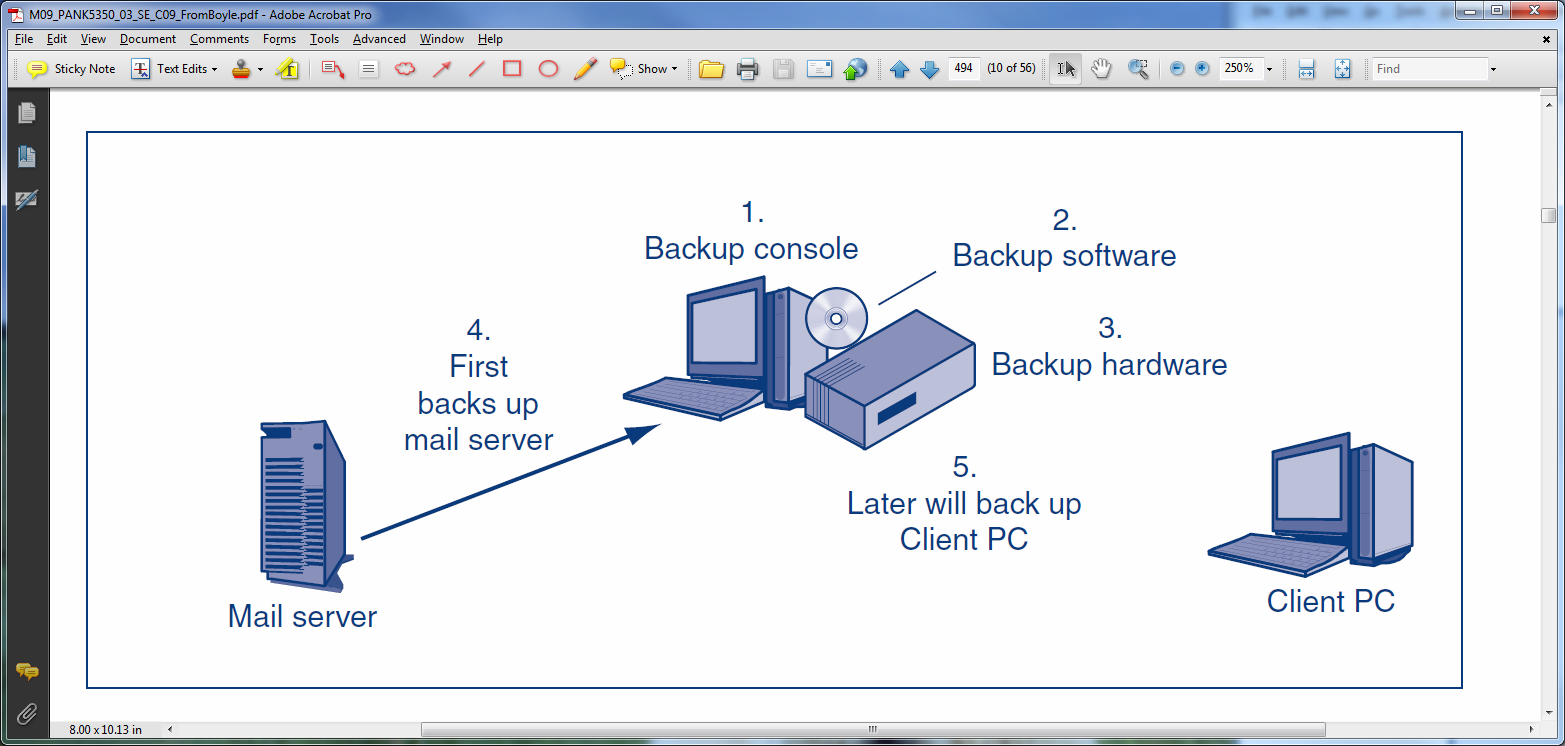 M09_PANK5350_03_SE_C09_FromBoyle.pdf - Adobe Acrobat Pro
File Edit View Document Comments Forms Tools Advanced Window Help
Sticky Note Text Edits Show 494 (10 of 56) 250% Find
1.
Backup console
2.
Backup software
3.
Backup hardware
4.
First
backs up
mail server
5.
Later will back up
Client PC
Mail server
Client PC
8.00 x 10.13 in